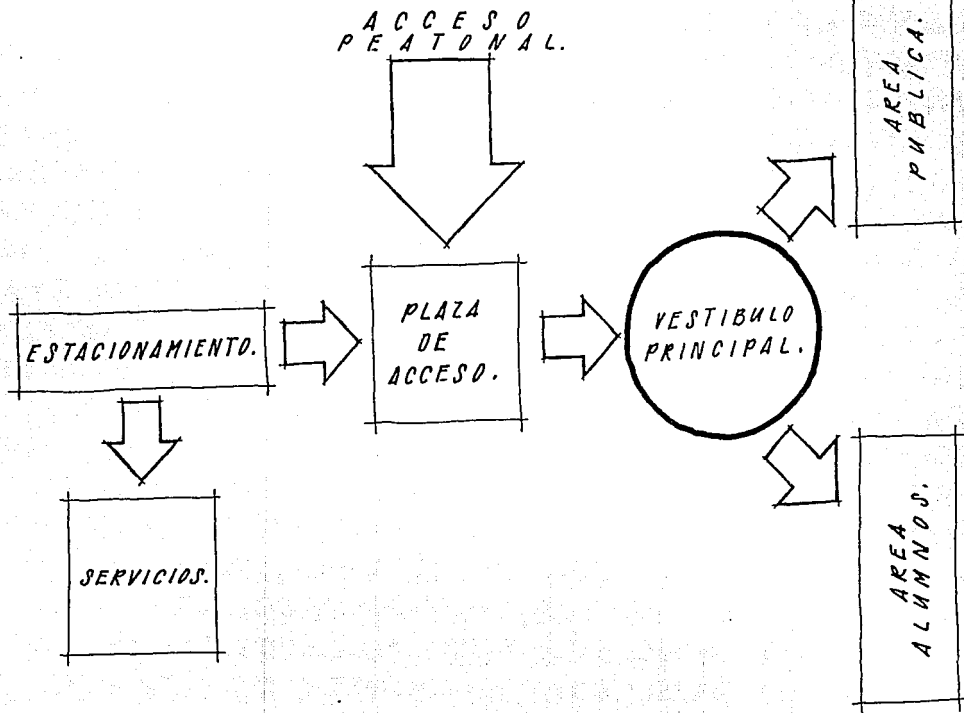 ACCESO
PEATONAL.
AREA
PUBLICA.
PLAZA
DE
ACCESO.
ESTACIONAMIENTO.
VESTIBULO
PRINCIPAL.
SERVICIOS.
AREA
ALUMNOS.